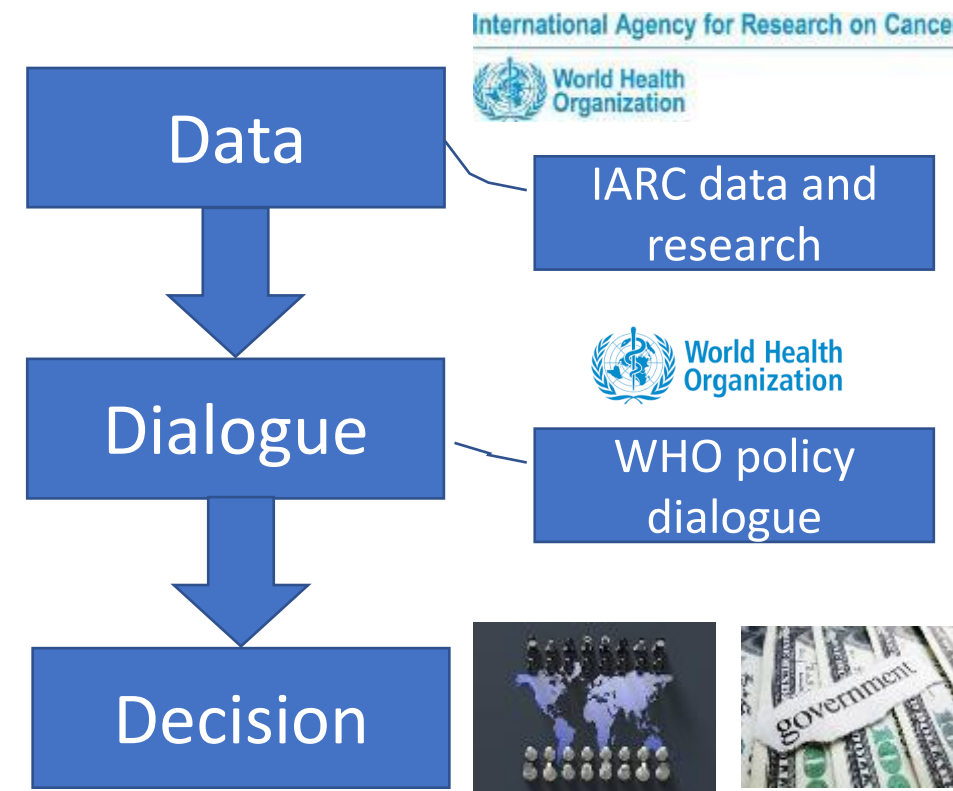 International Agency for Research on Cance
World Health
Organization
Data
IARC data and
research
World Health
Organization
Dialogue
WHO policy
dialogue
Decision
government